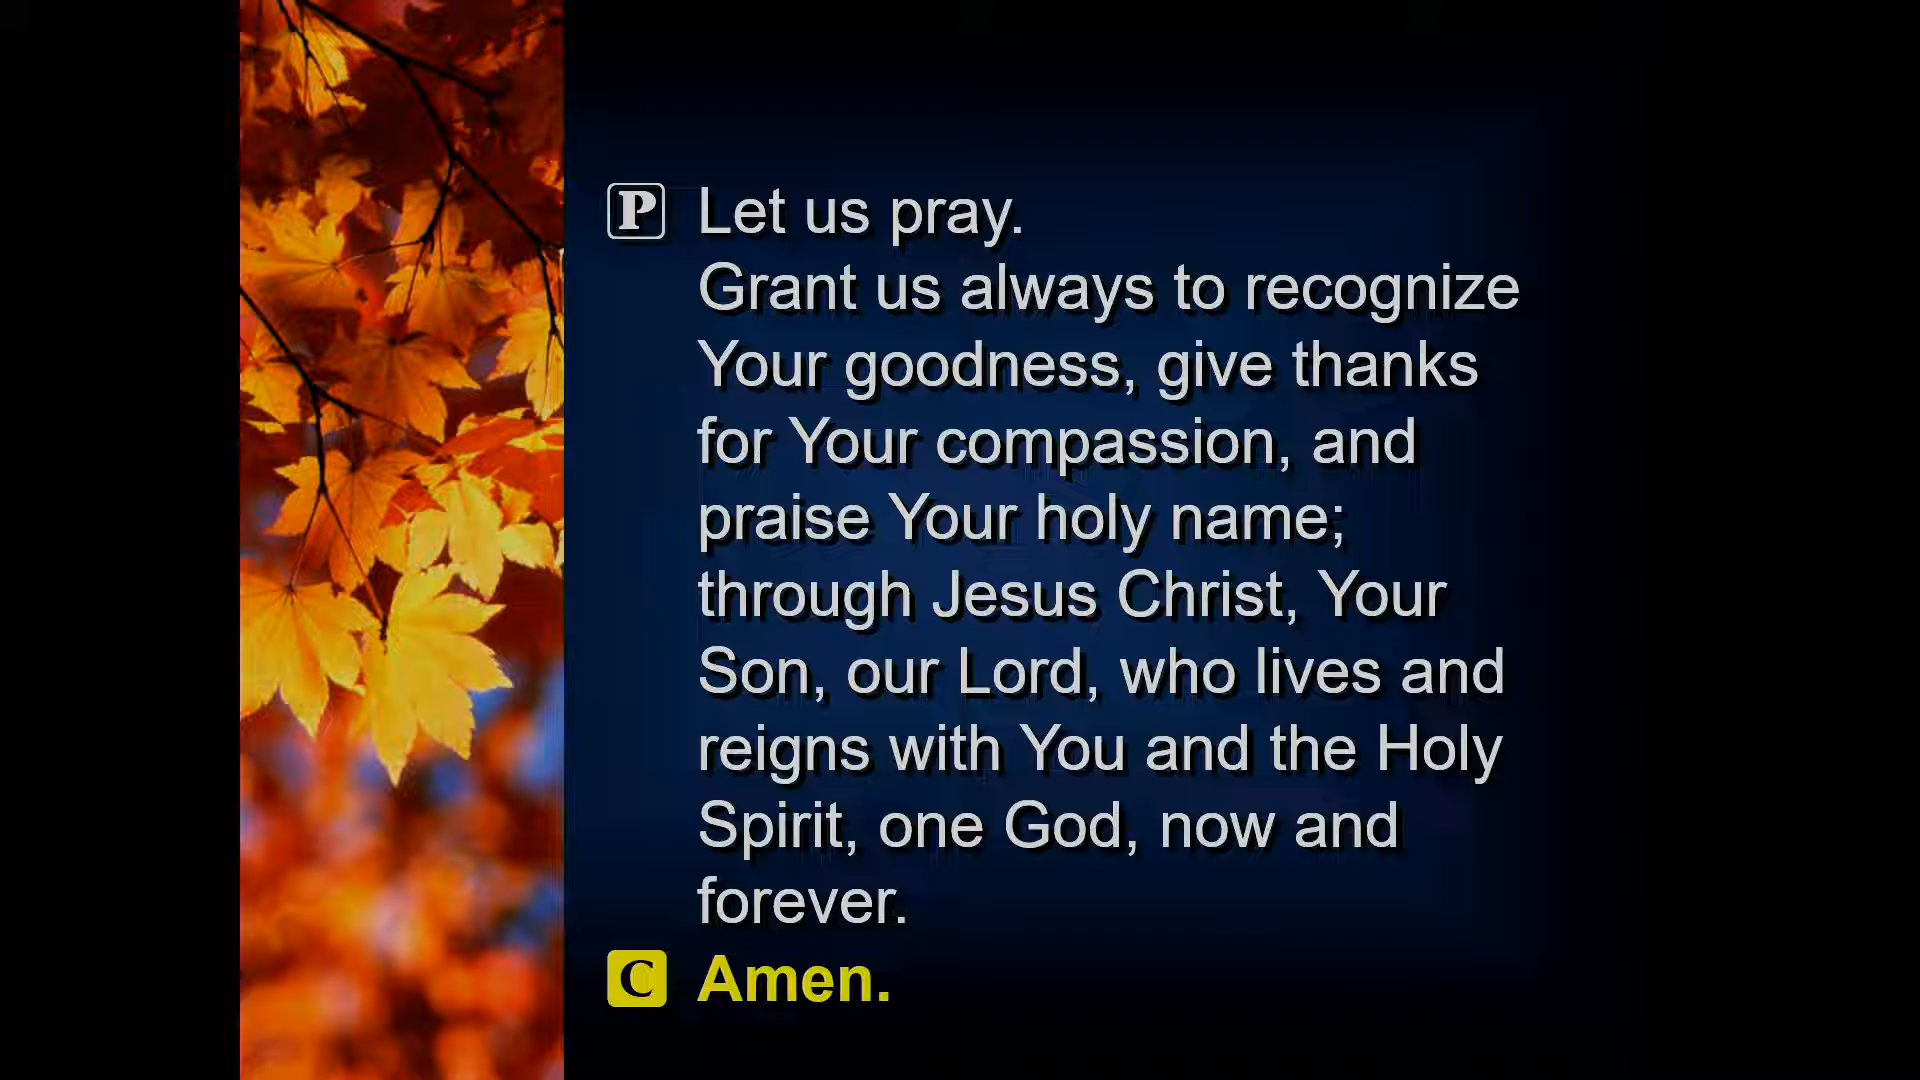 P Let us pray.
Grant us always to recognize
Your goodness, give thanks
for Your compassion, and
praise Your holy name;
through Jesus Christ, Your
Son, our Lord, who lives and
reigns with You and the Holy
Spirit, one God, now and
forever.
C Amen.